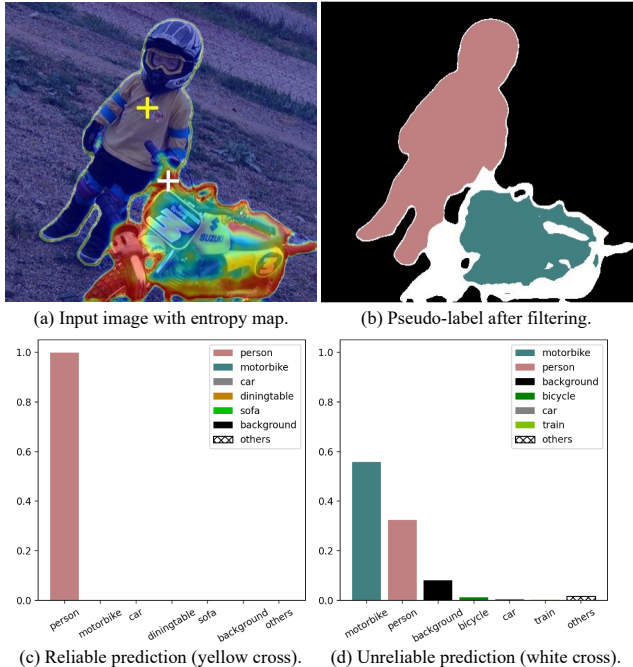 SUZUKI
(a) Input image with entropy map.
(b) Pseudo-label after filtering.
1.0
0.8
0.6
0.4
0.2
0.0
person
motorbike
car
diningtable
sofa
background
others
person
motorbike
car
diningtable
sofa
background
others
(c) Reliable prediction (yellow cross).
1.0
0.8
0.6
0.4
0.2
0.0
motorbike
person
background
bicycle
car
train
others
motorbike
person
background
bicycle
car
train
others
(d) Unreliable prediction (white cross).